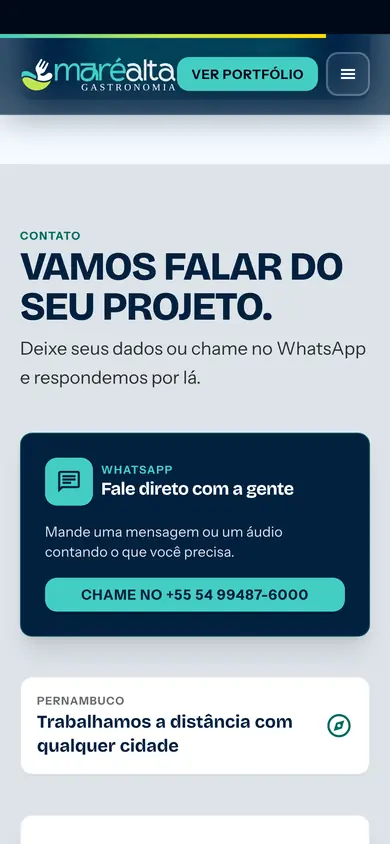 maréalta
GASTRONOMIA
VER PORTFÓLIO
CONTATO
VAMOS FALAR DO
SEU PROJETO.
Deixe seus dados ou chame no WhatsApp
e respondemos por lá.
WHATSAPP
Fale direto com a gente
Mande uma mensagem ou um áudio
contando o que você precisa.
CHAME NO +55 54 99487-6000
PERNAMBUCO
Trabalhamos a distância com
qualquer cidade